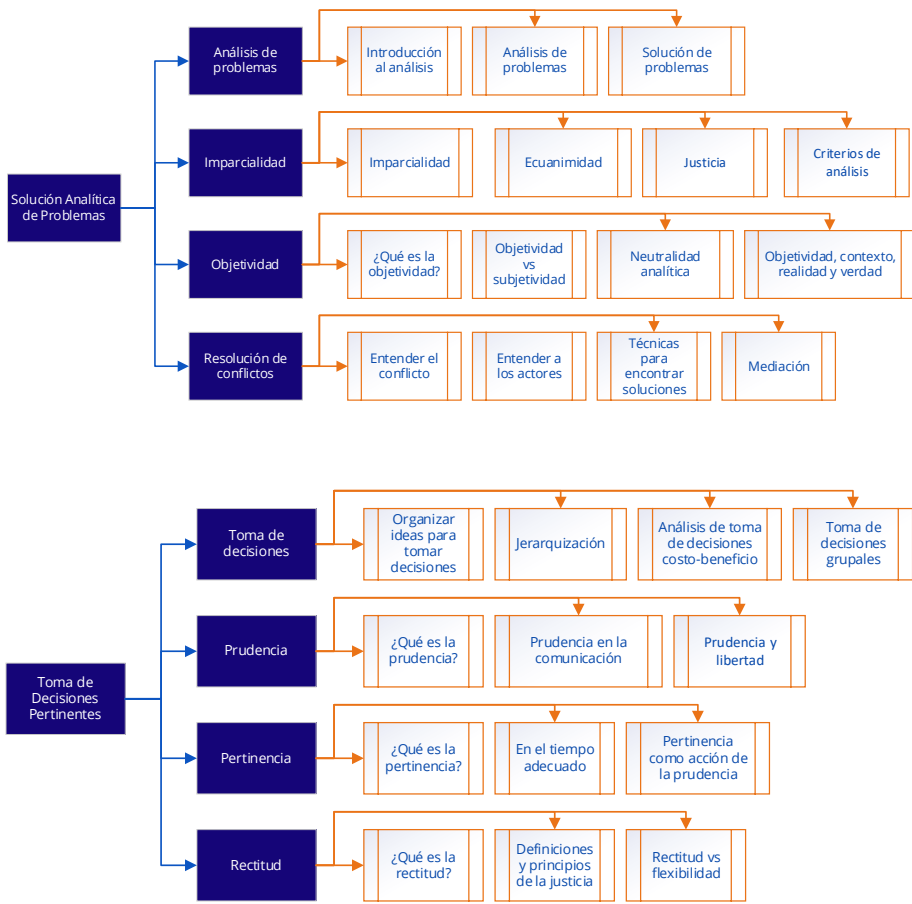 Análisis de
problemas
Introducción
al análisis
Análisis de
problemas
Solución de
problemas
Imparcialidad
Imparcialidad
Ecuanimidad
Justicia
Criterios de
análisis
Solución Analítica
de Problemas
Objetividad
¿Qué es la
objetividad?
Objetividad
vs
subjetividad
Neutralidad
analítica
Objetividad, contexto,
realidad y verdad
Resolución de
conflictos
Entender el
conflicto
Entender a
los actores
Técnicas
para
encontrar
soluciones
Mediación
Toma de
decisiones
Organizar
ideas para
tomar
decisiones
Jerarquización
Análisis de toma
de decisiones
costo-beneficio
Toma de
decisiones
grupales
Prudencia
¿Qué es la
prudencia?
Prudencia en la
comunicación
Prudencia y
libertad
Toma de
Decisiones
Pertinentes
Pertinencia
¿Qué es la
pertinencia?
En el tiempo
adecuado
Pertinencia
como acción de
la prudencia
Rectitud
¿Qué es la
rectitud?
Definiciones
y principios
de la justicia
Rectitud vs
flexibilidad